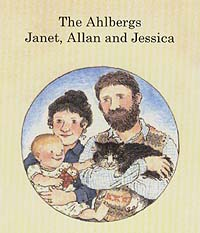 The Ahlbergs
Janet, Allan and Jessica